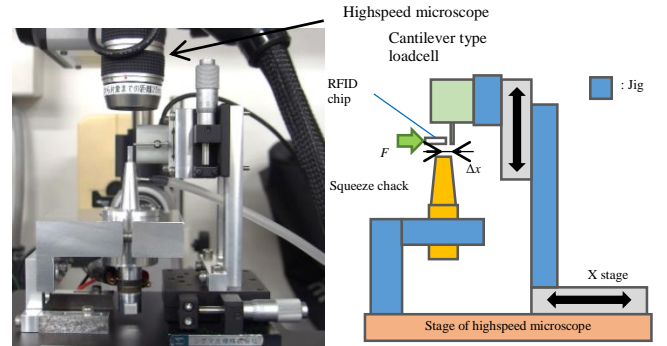 Highspeed microscope
Cantilever type
loadcell
RFID
chip
: Jig
F
Δx
Squeeze chack
X stage
Stage of highspeed microscope